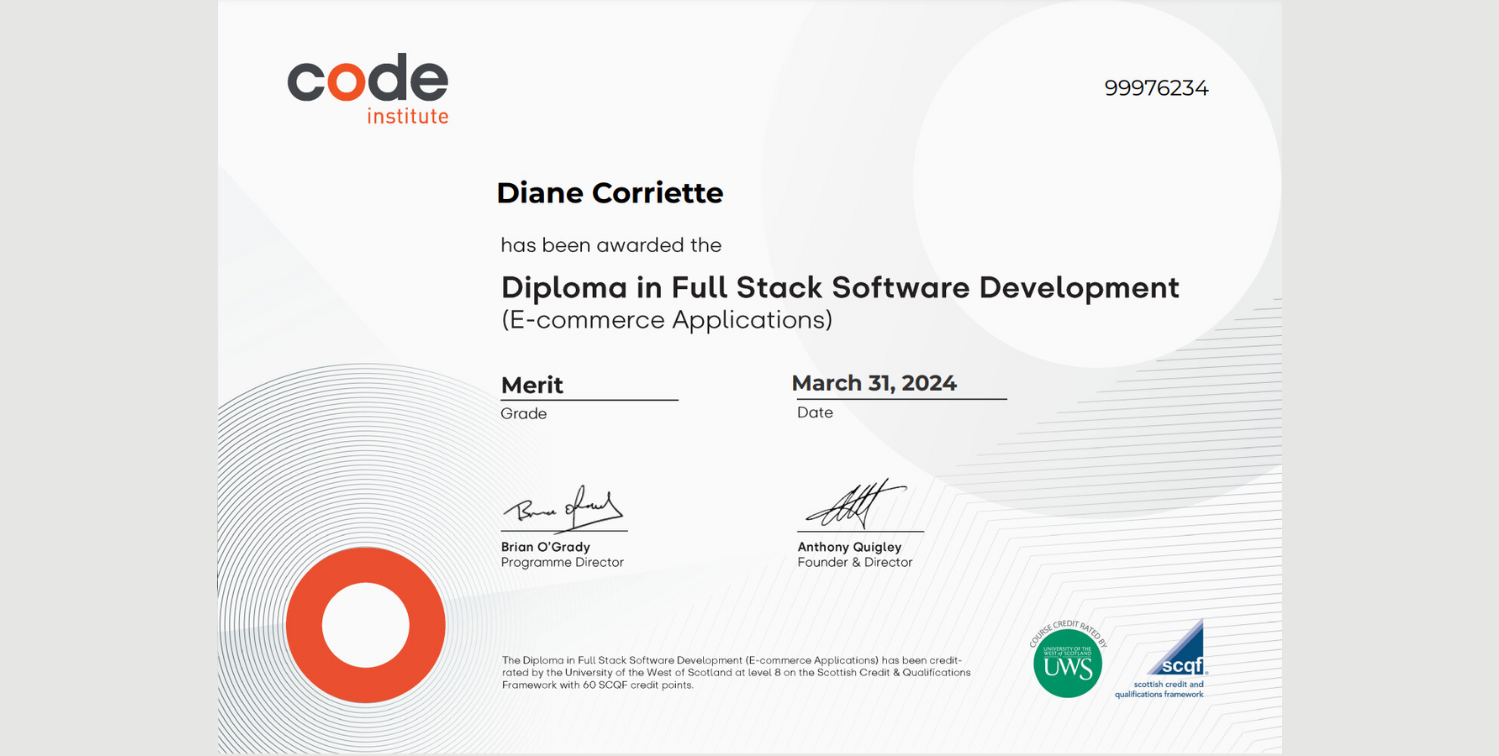 code
institute
99976234
Diane Corriette
has been awarded the
Diploma in Full Stack Software Development
(E-commerce Applications)
Merit
March 31, 2024
Grade
Date
Brian O'Grady
Anthony Quigley
Programme Director
Founder & Director
The Diploma in Full Stack Software Development (E-commerce Applications) has been credit-
rated by the University of the West of Scotland at level 8 on the Scottish Credit & Qualifications
Framework with 60 SCQF credit points.
COURSE CREDIT RATED BY
UNIVERSITY OF THE
WEST of SCOTLAND
UWS
scqf
scottish credit and
qualifications framework